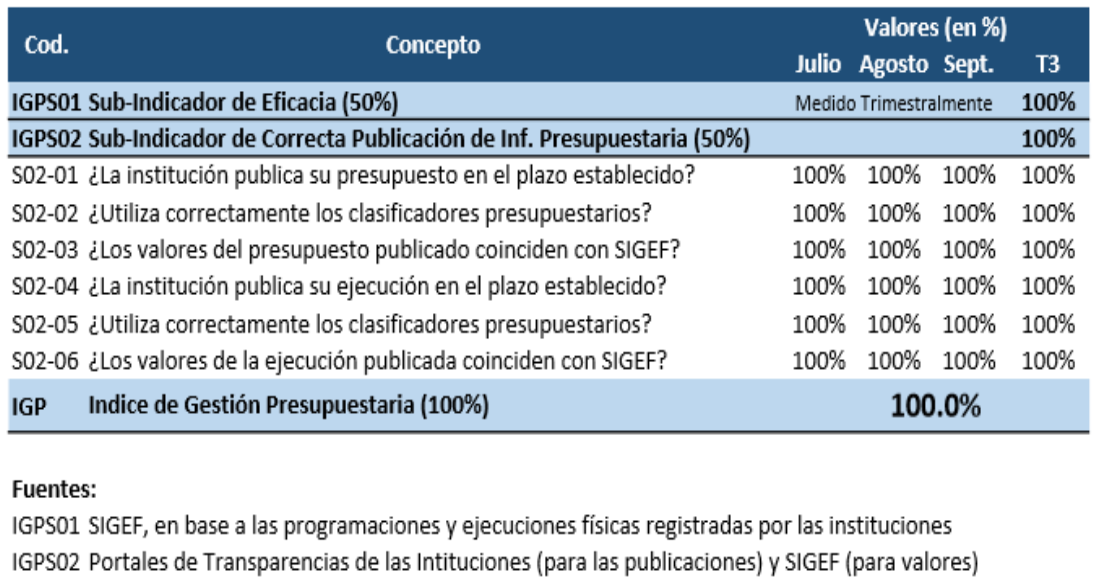 Cod. Concepto Valores (en %)
Julio Agosto Sept. T3
IGPS01 Sub-Indicador de Eficacia (50%) Medido Trimestralmente 100%
IGPS02 Sub-Indicador de Correcta Publicación de Inf. Presupuestaria (50%) 100%
S02-01 ¿La institución publica su presupuesto en el plazo establecido? 100% 100% 100% 100%
S02-02 ¿Utiliza correctamente los clasificadores presupuestarios? 100% 100% 100% 100%
S02-03 ¿Los valores del presupuesto publicado coinciden con SIGEF? 100% 100% 100% 100%
S02-04 ¿La institución publica su ejecución en el plazo establecido? 100% 100% 100% 100%
S02-05 ¿Utiliza correctamente los clasificadores presupuestarios? 100% 100% 100% 100%
S02-06 ¿Los valores de la ejecución publicada coinciden con SIGEF? 100% 100% 100% 100%
IGP Indice de Gestión Presupuestaria (100%) 100.0%
Fuentes:
IGPS01 SIGEF, en base a las programaciones y ejecuciones físicas registradas por las instituciones
IGPS02 Portales de Transparencias de las Intituciones (para las publicaciones) y SIGEF (para valores)